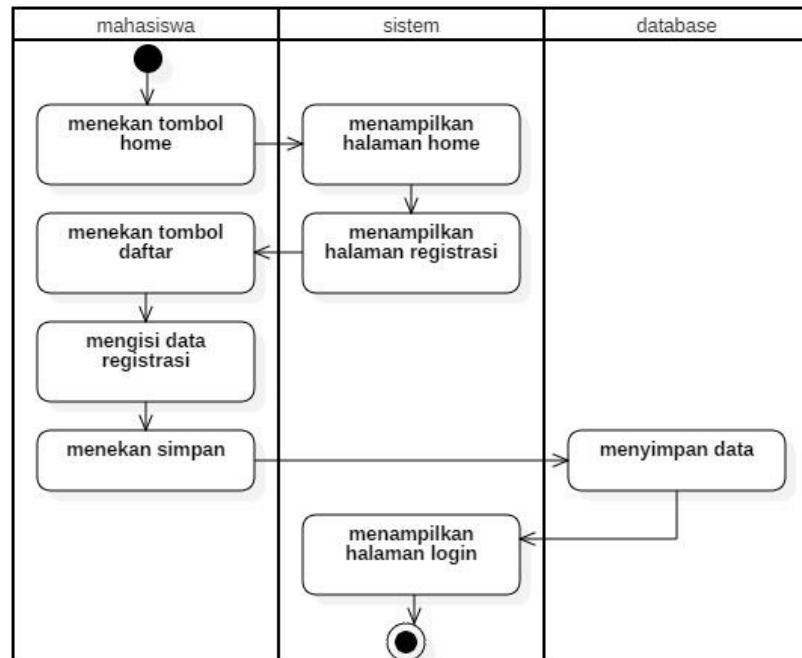 mahasiswa
sistem
database
menekan tombol
home
menampilkan
halaman home
menekan tombol
daftar
menampilkan
halaman registrasi
mengisi data
registrasi
menekan simpan
menyimpan data
menampilkan
halaman login